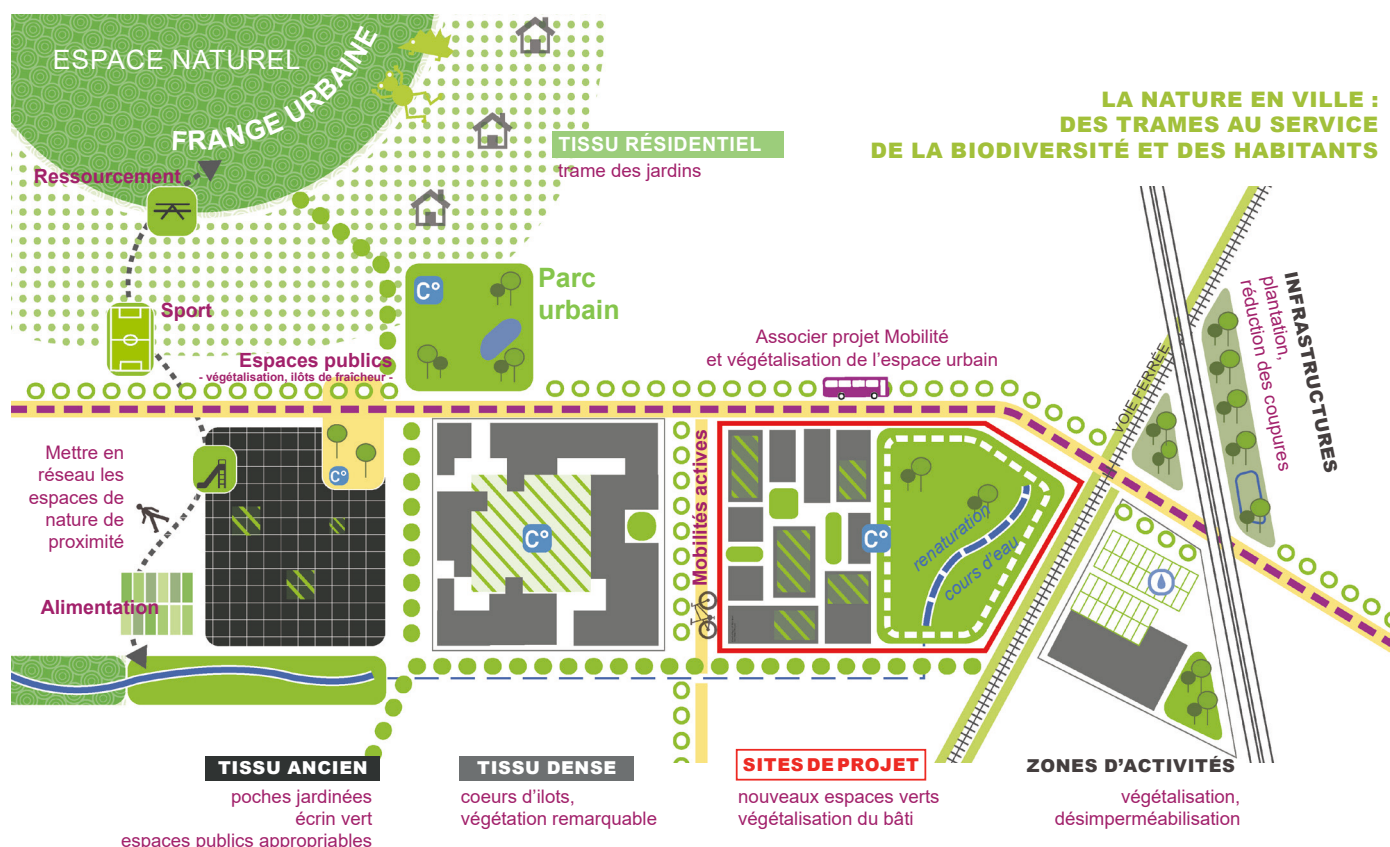 ESPACE NATUREL
FRANGE URBAINE
LA NATURE EN VILLE :
DES TRAMES AU SERVICE
DE LA BIODIVERSITÉ ET DES HABITANTS
TISSU RÉSIDENTIEL
trame des jardins
Ressourcement
Sport
C°
Parc
urbain
Espaces publics
- végétalisation, ilôts de fraîcheur -
Associer projet Mobilité
et végétalisation de l'espace urbain
VOIE FERRÉE
INFRASTRUCTURES
plantation,
réduction des coupures
Mettre en
réseau les
espaces de
nature de
proximité
C°
C°
Mobilités actives
C°
renaturation
cours d'eau
Alimentation
TISSU ANCIEN
poches jardinées
écrin vert
espaces publics appropriables
TISSU DENSE
coeurs d'ilots,
végétation remarquable
SITES DE PROJET
nouveaux espaces verts
végétalisation du bâti
ZONES D'ACTIVITÉS
végétalisation,
désimperméabilisation